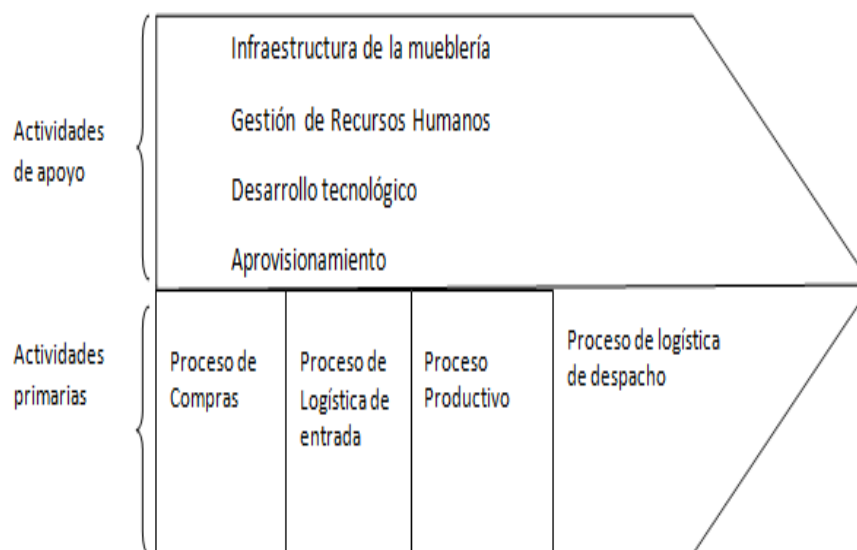 Infraestructura de la mueblería
Gestión de Recursos Humanos
Desarrollo tecnológico
Aprovisionamiento
Actividades
de apoyo
Actividades
primarias
Proceso de
Compras
Proceso de
Logística de
entrada
Proceso
Productivo
Proceso de logística
de despacho